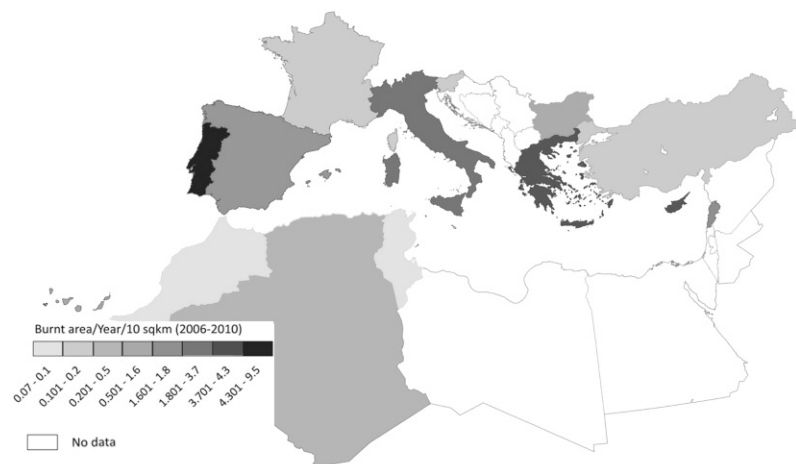 Burnt area/Year/10 sqkm (2006-2010)
0.07 - 0.1
0.101 - 0.2
0.201 - 0.5
0.501 - 1.6
1.601 - 1.8
1.801 - 3.7
3.701 - 4.3
4.301 - 9.5
No data